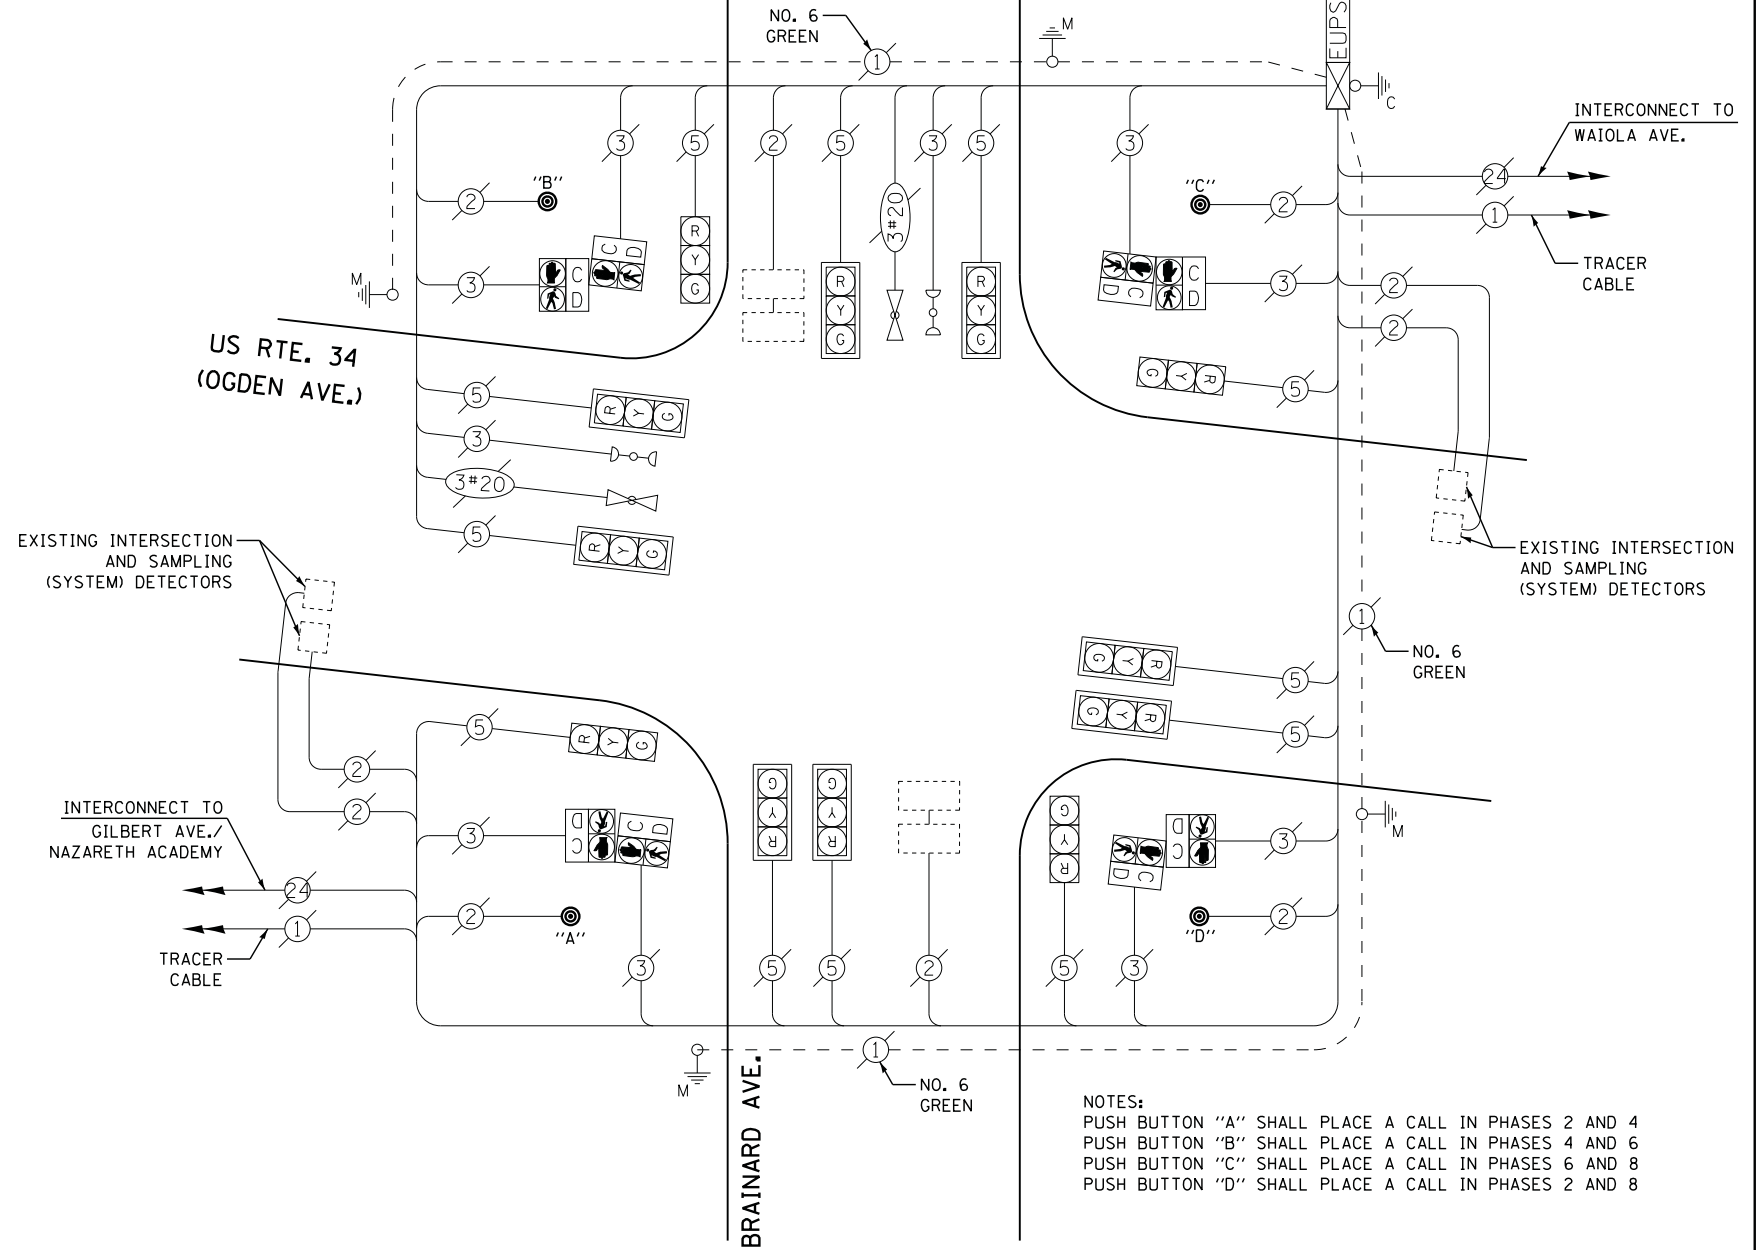 NO. 6
GREEN
1
M
EUPS
C
INTERCONNECT TO
WAIOLA AVE.
3
5
2
5
3#20
3
5
3
24
1
TRACER
CABLE
2
"B"
"C"
2
3
C
D
C
D
R
Y
G
R
Y
G
R
Y
G
C
D
C
D
3
2
2
M
US RTE. 34
(OGDEN AVE.)
5
R Y G
R Y G
5
3
3#20
5
R Y G
EXISTING INTERSECTION
AND SAMPLING
(SYSTEM) DETECTORS
EXISTING INTERSECTION
AND SAMPLING
(SYSTEM) DETECTORS
1
NO. 6
GREEN
R Y G
5
R Y G
5
5
R Y G
2
2
INTERCONNECT TO
GILBERT AVE./
NAZARETH ACADEMY
3
C
D
C
D
R
Y
G
R
Y
G
R
Y
G
C
D
C
D
3
M
24
1
TRACER
CABLE
2
"A"
"D"
2
3
5
5
2
5
3
M
1
NO. 6
GREEN
BRAINARD AVE.
NOTES:
PUSH BUTTON "A" SHALL PLACE A CALL IN PHASES 2 AND 4
PUSH BUTTON "B" SHALL PLACE A CALL IN PHASES 4 AND 6
PUSH BUTTON "C" SHALL PLACE A CALL IN PHASES 6 AND 8
PUSH BUTTON "D" SHALL PLACE A CALL IN PHASES 2 AND 8